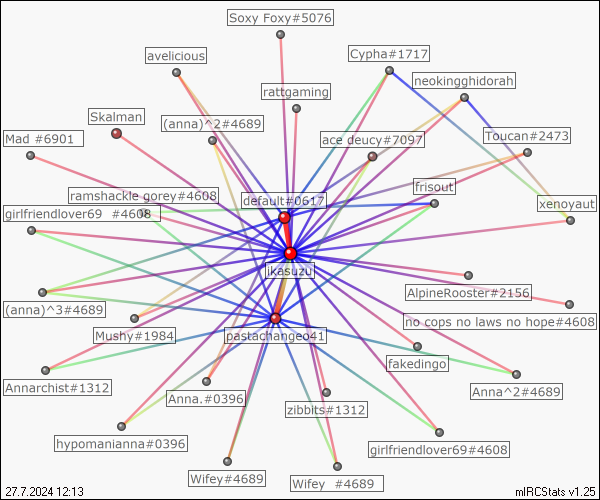 Soxy Foxy#5076
avelicious
Cypha#1717
neokingghidorah
rattgaming
Skalman
(anna)^2#4689
ace deucy#7097
Toucan#2473
Mad #6901
frisout
ramshackle gorey#4608
default#0617
xenoyaut
girlfriendlover69 #4608
jikasuzu
AlpineRooster#2156
(anna)^3#4689
no cops no laws no hope#4608
Mushy#1984
pastachangeo41
fakedingo
Annarchist#1312
Anna^2#4689
Anna.#0396
zibbits#1312
hypomanianna#0396
girlfriendlover69#4608
Wifey#4689
Wifey #4689
27.7.2024 12:13
mIRCStats v1.25